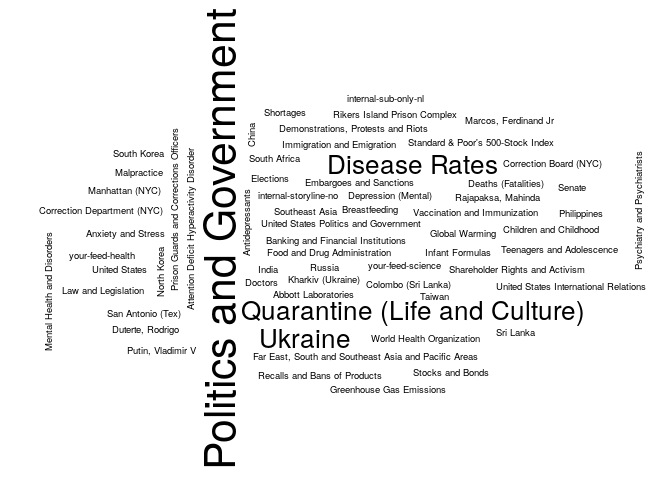 Politics and Government
internal-sub-only-nl
Shortages
Rikers Island Prison Complex
Marcos, Ferdinand Jr
China
Demonstrations, Protests and Riots
Immigration and Emigration
Standard & Poor's 500-Stock Index
South Korea
South Africa
Disease Rates
Correction Board (NYC)
Malpractice
Prison Guards and Corrections Officers
Attention Deficit Hyperactivity Disorder
Elections
Embargoes and Sanctions
Deaths (Fatalities)
Senate
Manhattan (NYC)
internal-storyline-no
Depression (Mental)
Rajapaksa, Mahinda
Correction Department (NYC)
Antidepressants
Southeast Asia
Breastfeeding
Vaccination and Immunization
Philippines
Psychiatry and Psychiatrists
United States Politics and Government
Anxiety and Stress
Banking and Financial Institutions
Global Warming
Children and Childhood
Mental Health and Disorders
your-feed-health
North Korea
Food and Drug Administration
Infant Formulas
Teenagers and Adolescence
United States
India
Russia
your-feed-science
Shareholder Rights and Activism
Doctors
Kharkiv (Ukraine)
Colombo (Sri Lanka)
United States International Relations
Law and Legislation
Abbott Laboratories
Taiwan
San Antonio (Tex)
Quarantine (Life and Culture)
Duterte, Rodrigo
Ukraine
World Health Organization
Sri Lanka
Putin, Vladimir V
Far East, South and Southeast Asia and Pacific Areas
Recalls and Bans of Products
Stocks and Bonds
Greenhouse Gas Emissions